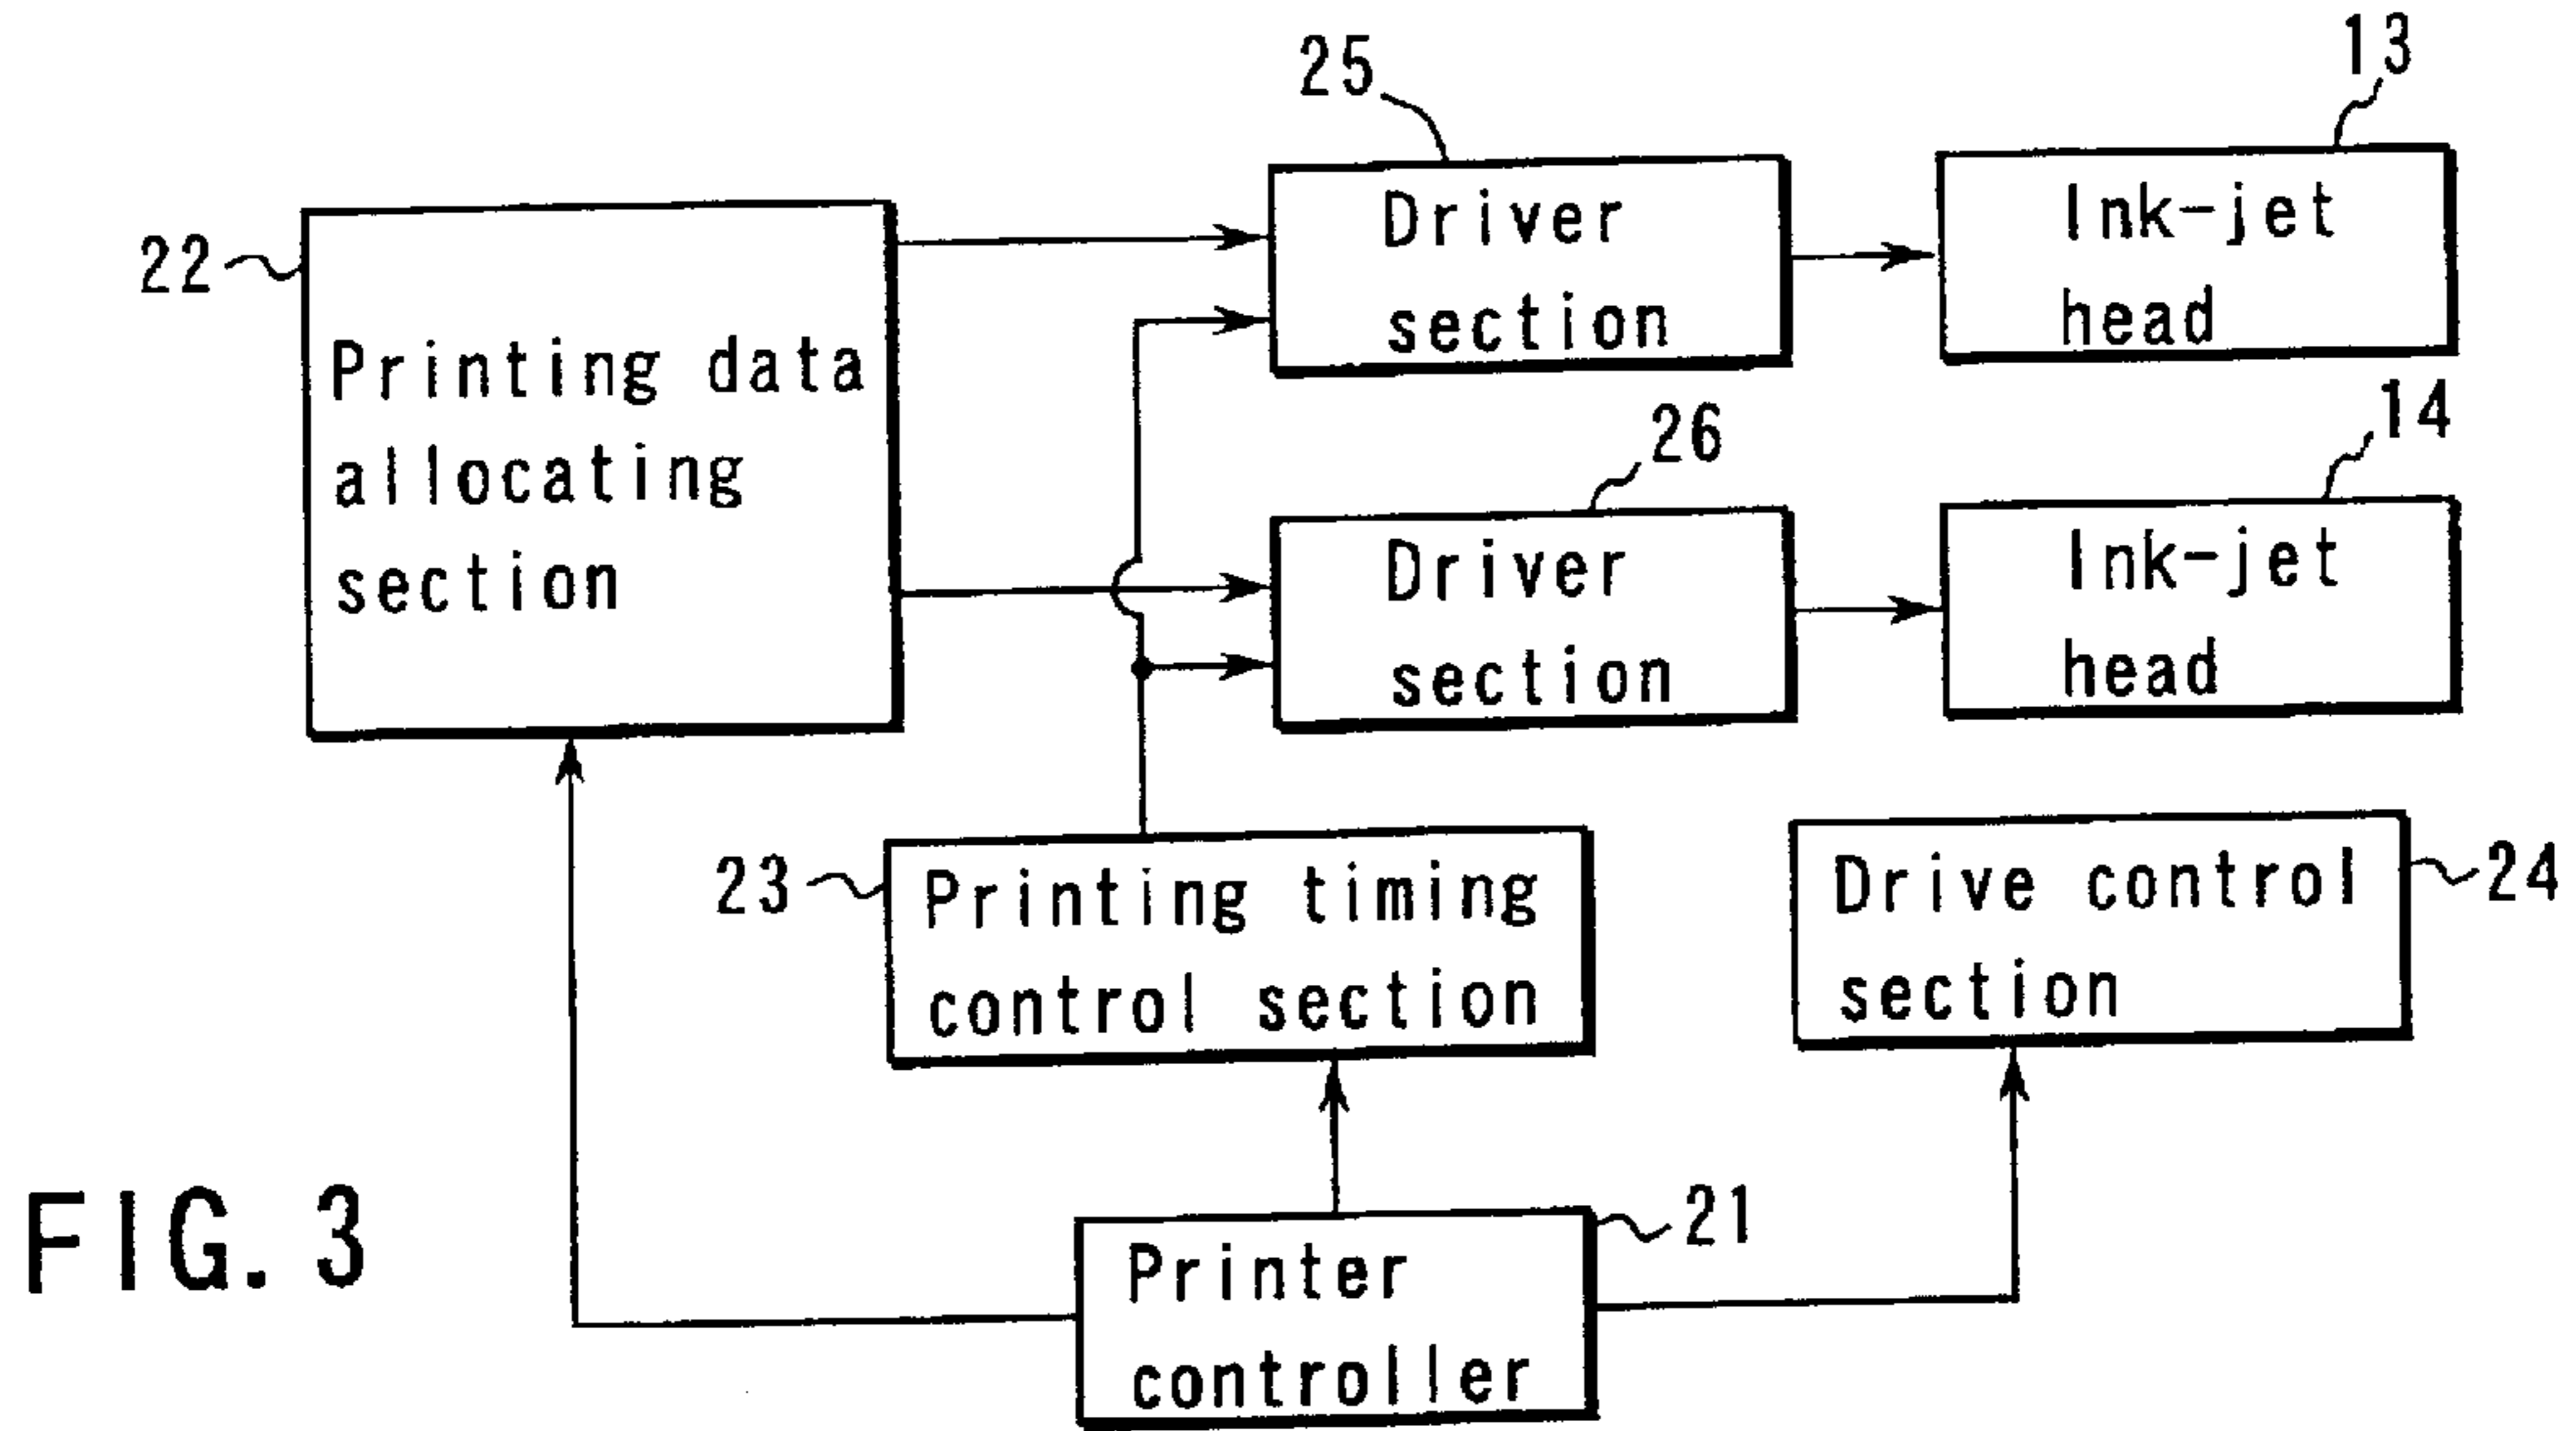 25
13
22
Driver
section
Ink-jet
head
Printing data
allocating
section
26
14
Driver
section
Ink-jet
head
23
Printing timing
control section
Drive control
section
24
21
Printer
controller
FIG. 3